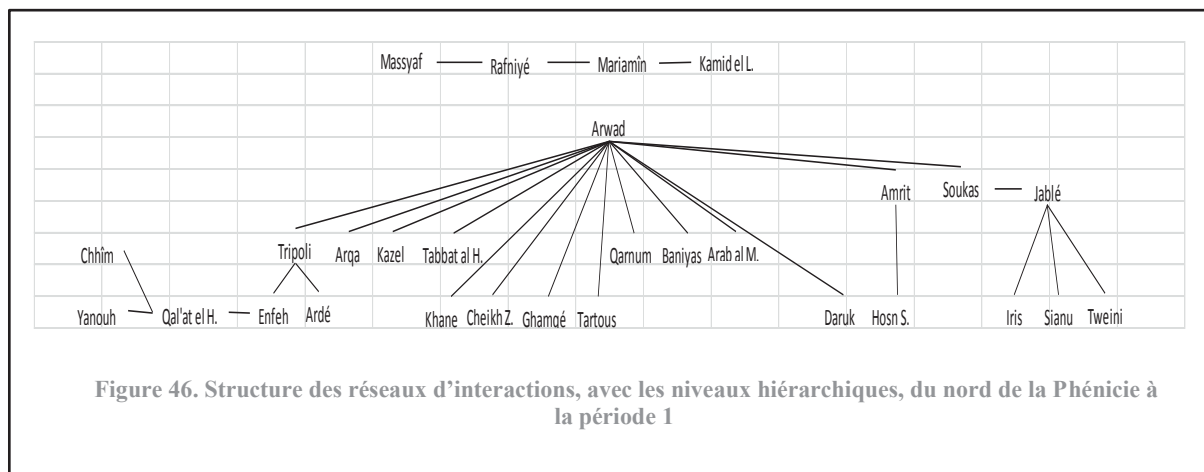 Massyaf Rafniyé Mariamîn Kamid el L.
Arwad
Amrit Soukas Jablé
Chhîm Tripoli Arqa Kazel Tabbat al H. Qarnum Baniyas Arab al M.
Yanouh Qal'at el H. Enfeh Ardé Khane Cheikh Z. Ghamqé Tartous Daruk Hosn S. Iris Sianu Tweini
Figure 46. Structure des réseaux d’interactions, avec les niveaux hiérarchiques, du nord de la Phénicie à
la période 1